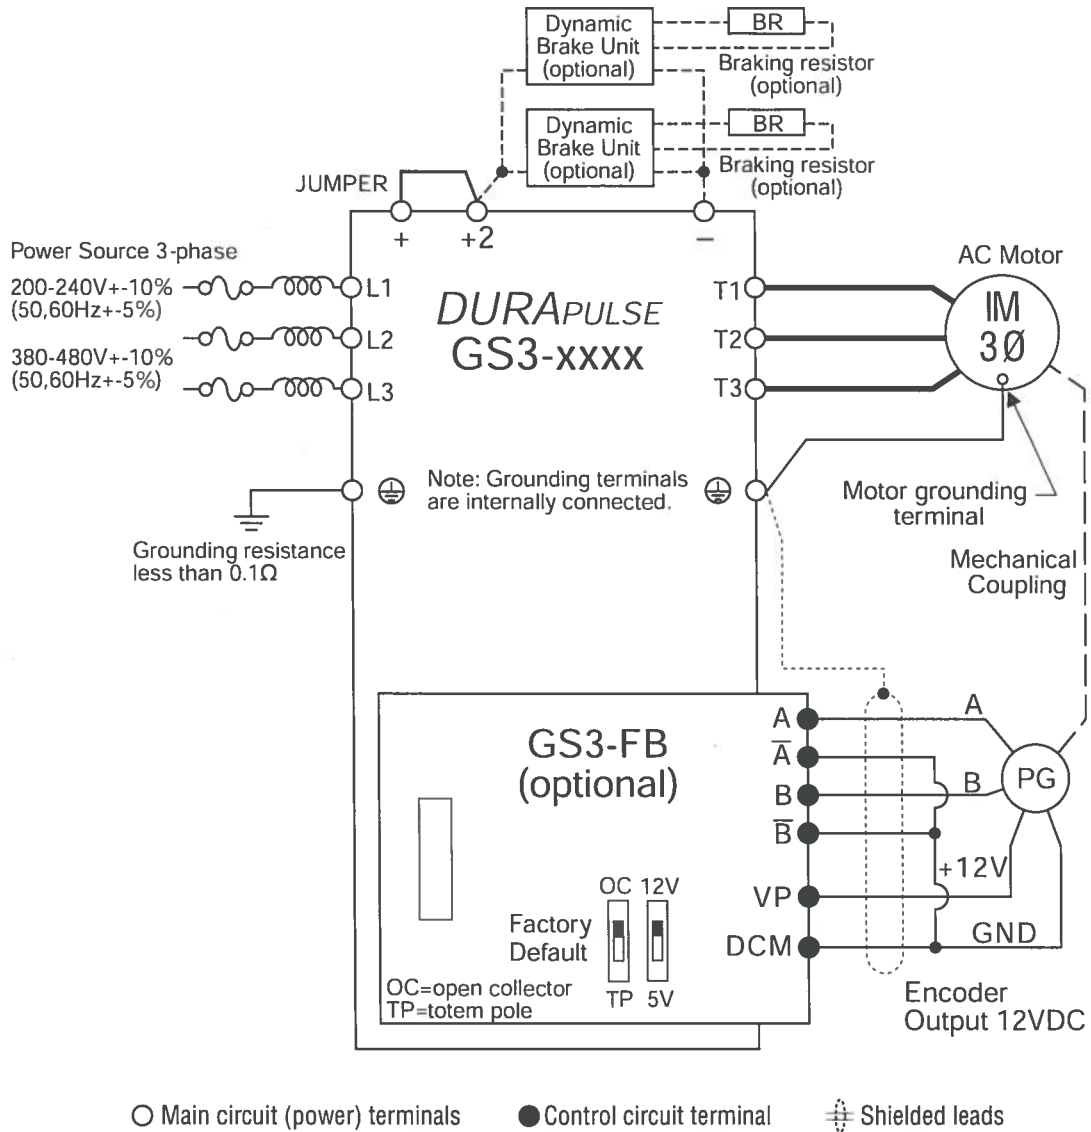 Dynamic
Brake Unit
(optional)
BR
Braking resistor
(optional)
Dynamic
Brake Unit
(optional)
BR
Braking resistor
(optional)
JUMPER
+
+2
−
Power Source 3-phase
200-240V+-10%
(50,60Hz+-5%)
380-480V+-10%
(50,60Hz+-5%)
L1
L2
L3
DURAPULSE
GS3-xxxx
T1
T2
T3
AC Motor
IM
3Ø
Note: Grounding terminals
are internally connected.
Motor grounding
terminal
Grounding resistance
less than 0.1Ω
Mechanical
Coupling
GS3-FB
(optional)
A
A̅
B
B̅
VP
DCM
A
B
PG
+12V
GND
OC 12V
Factory
Default
TP 5V
OC=open collector
TP=totem pole
Encoder
Output 12VDC
Main circuit (power) terminals
Control circuit terminal
Shielded leads